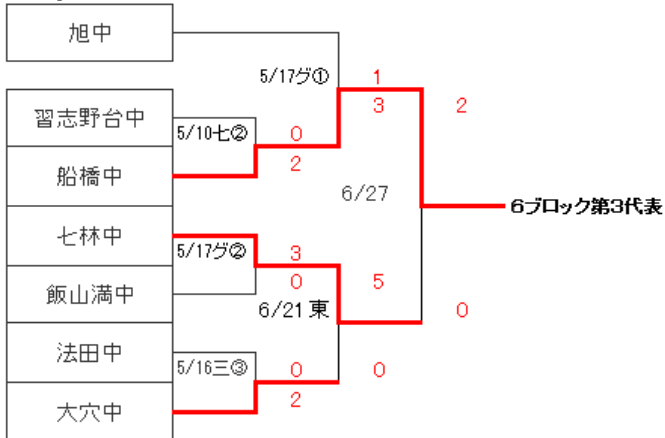 旭中
5/17グ① 1
習志野台中 3 2
5/10七② 0
船橋中 2
6/27
6ブロック第3代表
七林中
5/17グ② 3
飯山満中 0 5
6/21 東 0
法田中
5/16三③ 0 0
大穴中 2